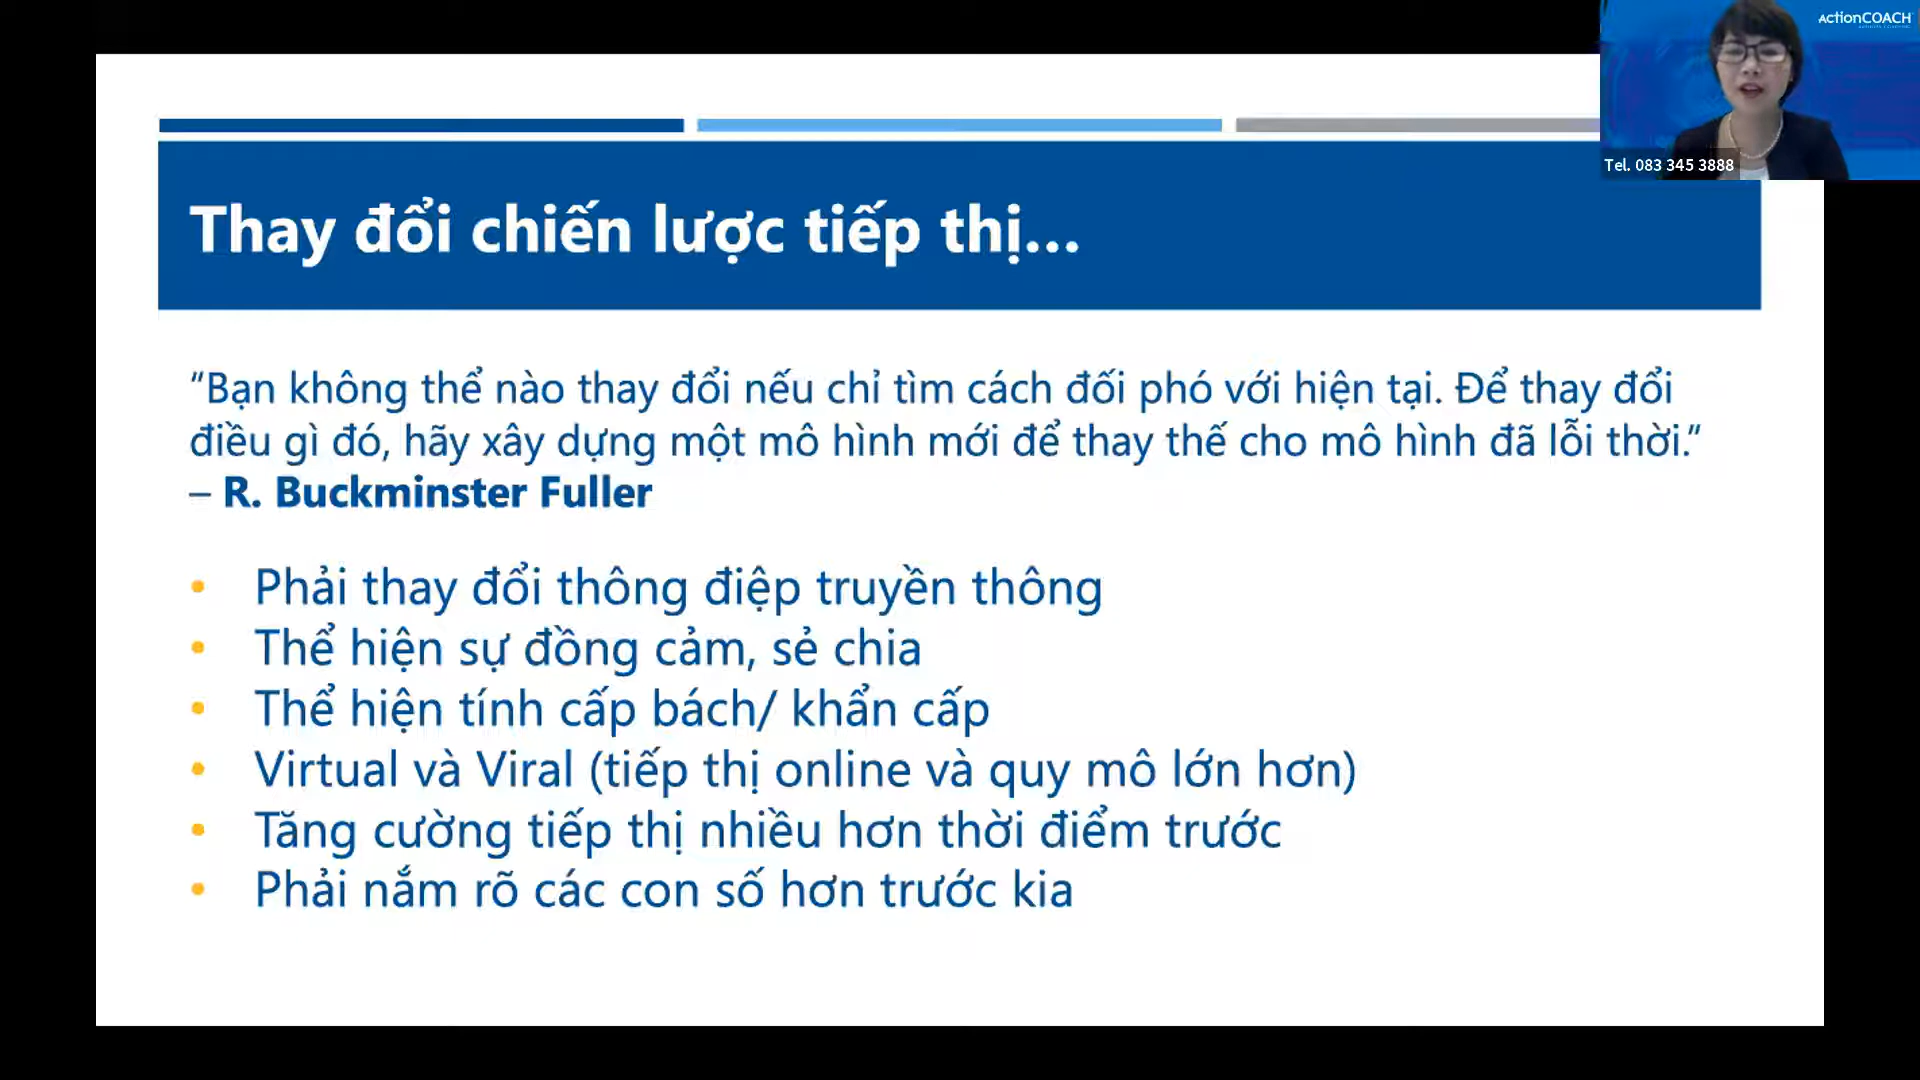 ActionCOACH
Tel. 083 345 3888
Thay đổi chiến lược tiếp thị...
“Bạn không thể nào thay đổi nếu chỉ tìm cách đối phó với hiện tại. Để thay đổi
điều gì đó, hãy xây dựng một mô hình mới để thay thế cho mô hình đã lỗi thời.”
– R. Buckminster Fuller
• Phải thay đổi thông điệp truyền thông
• Thể hiện sự đồng cảm, sẻ chia
• Thể hiện tính cấp bách/ khẩn cấp
• Virtual và Viral (tiếp thị online và quy mô lớn hơn)
• Tăng cường tiếp thị nhiều hơn thời điểm trước
• Phải nắm rõ các con số hơn trước kia